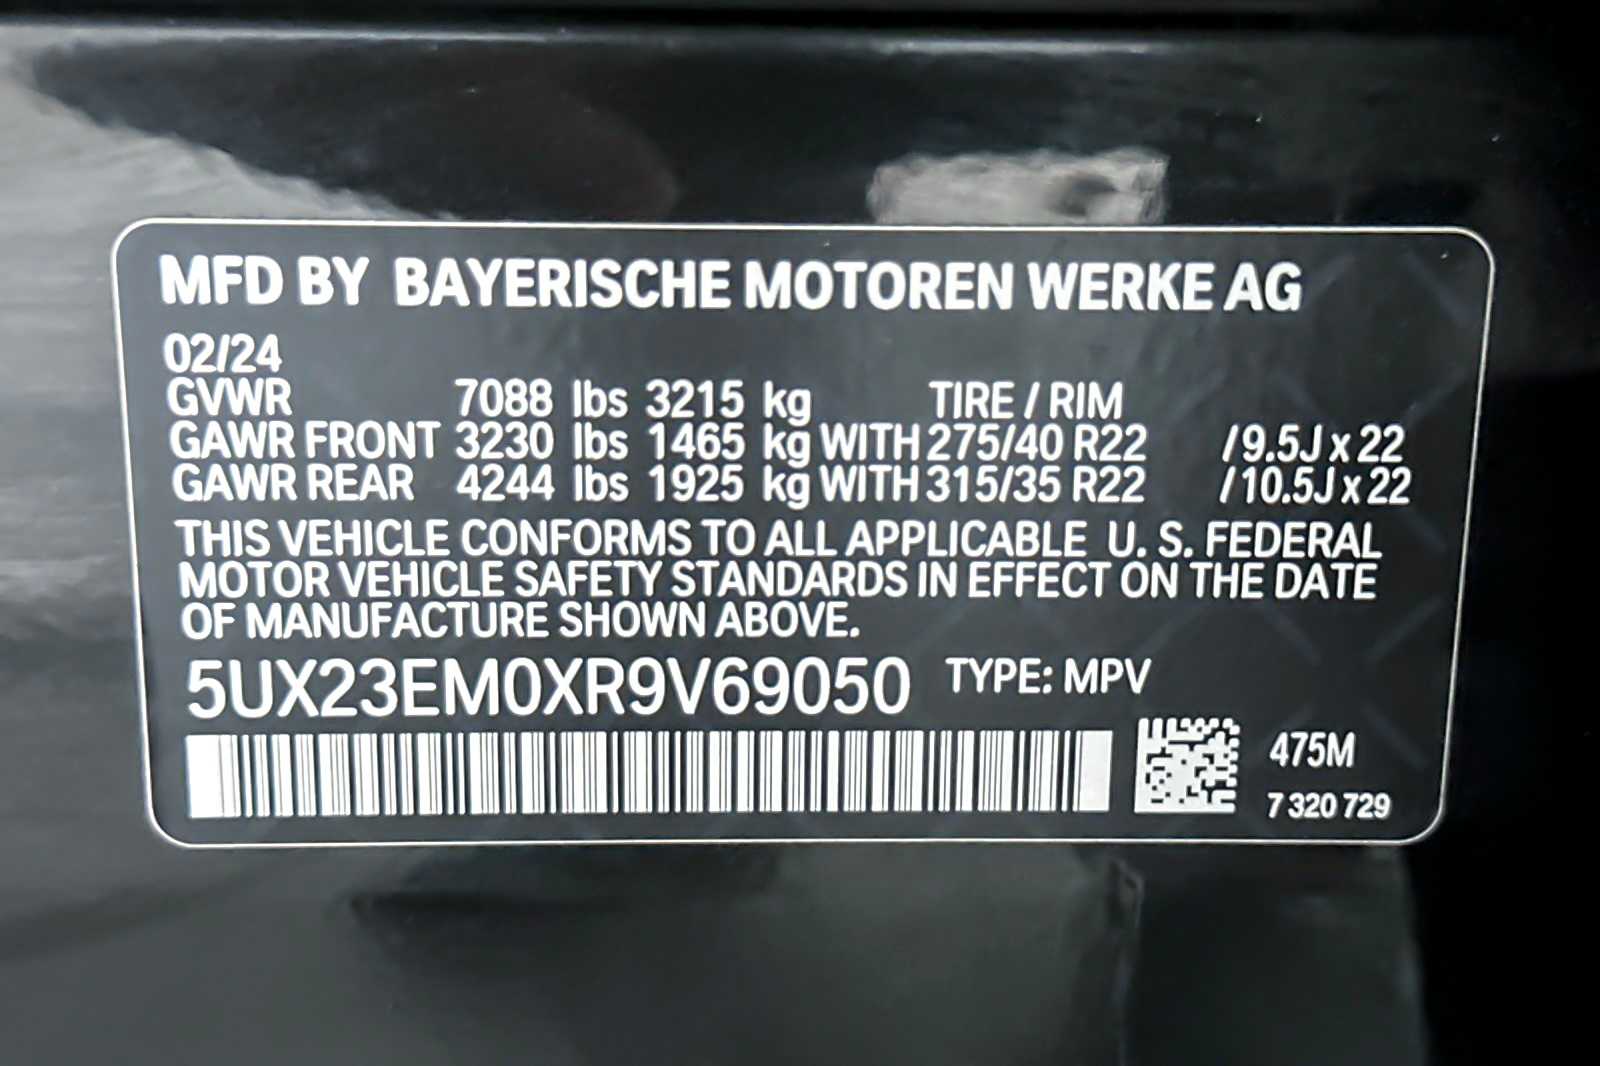 MFD BY BAYERISCHE MOTOREN WERKE AG
02/24
GVWR 7088 lbs 3215 kg TIRE / RIM
GAWR FRONT 3230 lbs 1465 kg WITH 275/40 R22 /9.5J x 22
GAWR REAR 4244 lbs 1925 kg WITH 315/35 R22 /10.5J x 22
THIS VEHICLE CONFORMS TO ALL APPLICABLE U. S. FEDERAL
MOTOR VEHICLE SAFETY STANDARDS IN EFFECT ON THE DATE
OF MANUFACTURE SHOWN ABOVE.
5UX23EM0XR9V69050 TYPE: MPV
475M
7 320 729